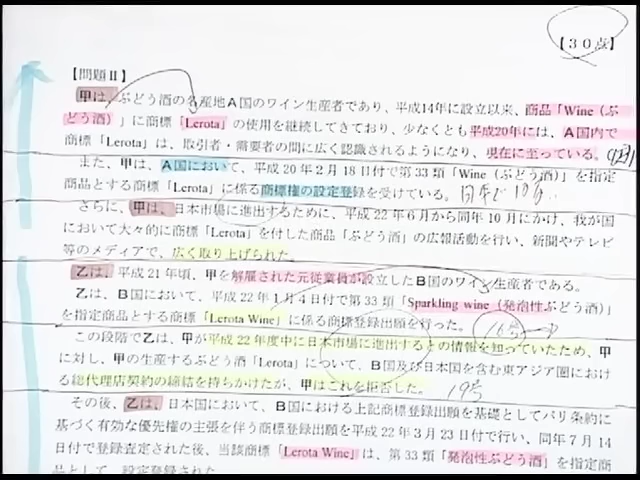 【30点】
【問題Ⅱ】
甲は、ぶどう酒の名産地A国のワイン生産者であり、平成14年に設立以来、商品「Wine（ぶ
どう酒）」に商標「Lerota」の使用を継続してきており、少なくとも平成20年には、A国内で
商標「Lerota」は、取引者・需要者の間に広く認識されるようになり、現在に至っている。
また、甲は、A国において、平成20年2月18日付で第33類「Wine（ぶどう酒）」を指定
商品とする商標「Lerota」に係る商標権の設定登録を受けている。
さらに、甲は、日本市場に進出するために、平成22年6月から同年10月にかけ、我が国
において大々的に商標「Lerota」を付した商品「ぶどう酒」の広報活動を行い、新聞やテレビ
等のメディアで、広く取り上げられた。
乙は、平成21年頃、甲を解雇された元従業員が設立したB国のワイン生産者である。
乙は、B国において、平成22年1月4日付で第33類「Sparkling wine（発泡性ぶどう酒）」
を指定商品とする商標「Lerota Wine」に係る商標登録出願を行った。
16号
この段階で乙は、甲が平成22年度中に日本市場に進出するとの情報を知っていたため、甲
に対し、甲の生産するぶどう酒「Lerota」について、B国及び日本国を含む東アジア圏におけ
る総代理店契約の締結を持ちかけたが、甲はこれを拒否した。
19号
その後、乙は、日本国において、B国における上記商標登録出願を基礎としてパリ条約に
基づく有効な優先権の主張を伴う商標登録出願を平成22年3月23日付で行い、同年7月14
日付で登録査定された後、当該商標「Lerota Wine」は、第33類「発泡性ぶどう酒」を指定商
品として、設定登録された。